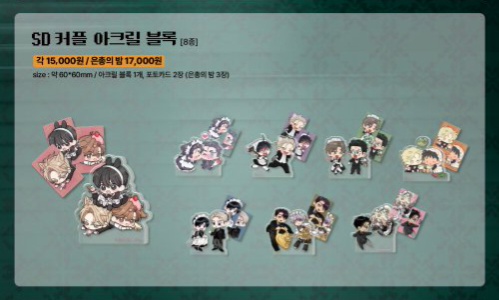 SD 커플 아크릴 블록 [8종]
각 15,000원 / 은총의 밤 17,000원
size : 약 60*60mm / 아크릴 블록 1개, 포토카드 2장 (은총의 밤 3장)